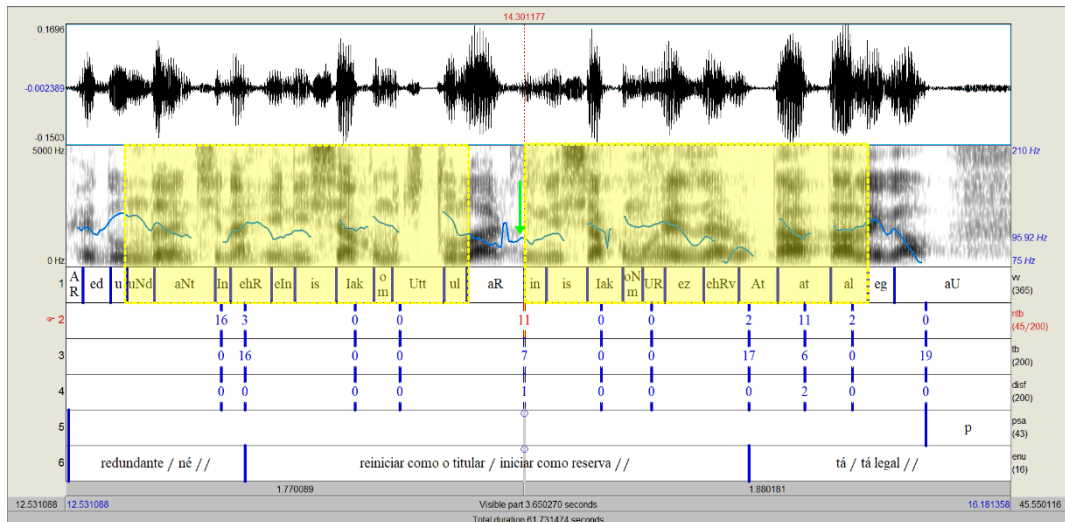 14.301177
0.1696
-0.002389
-0.1503
5000 Hz
210 Hz
95.92 Hz
0 Hz
75 Hz
1 AR ed u uNd aNt In ehR eIn is Iak om Utt ul aR in is Iak oNm UR ez ehRv At at al eg aU w (365)
2 16 3 0 0 11 0 0 2 11 2 0 ntb (45/200)
3 0 16 0 0 7 0 0 17 6 0 19 tb (200)
4 0 0 0 0 1 0 0 0 2 0 0 disf (200)
5 p psa (43)
6 redundante / né // reiniciar como o titular / iniciar como reserva // tá / tá legal // enu (16)
1.770089 1.880181
12.531088 12.531088 Visible part 3.650270 seconds 16.181358 45.550116
Total duration 61.731474 seconds